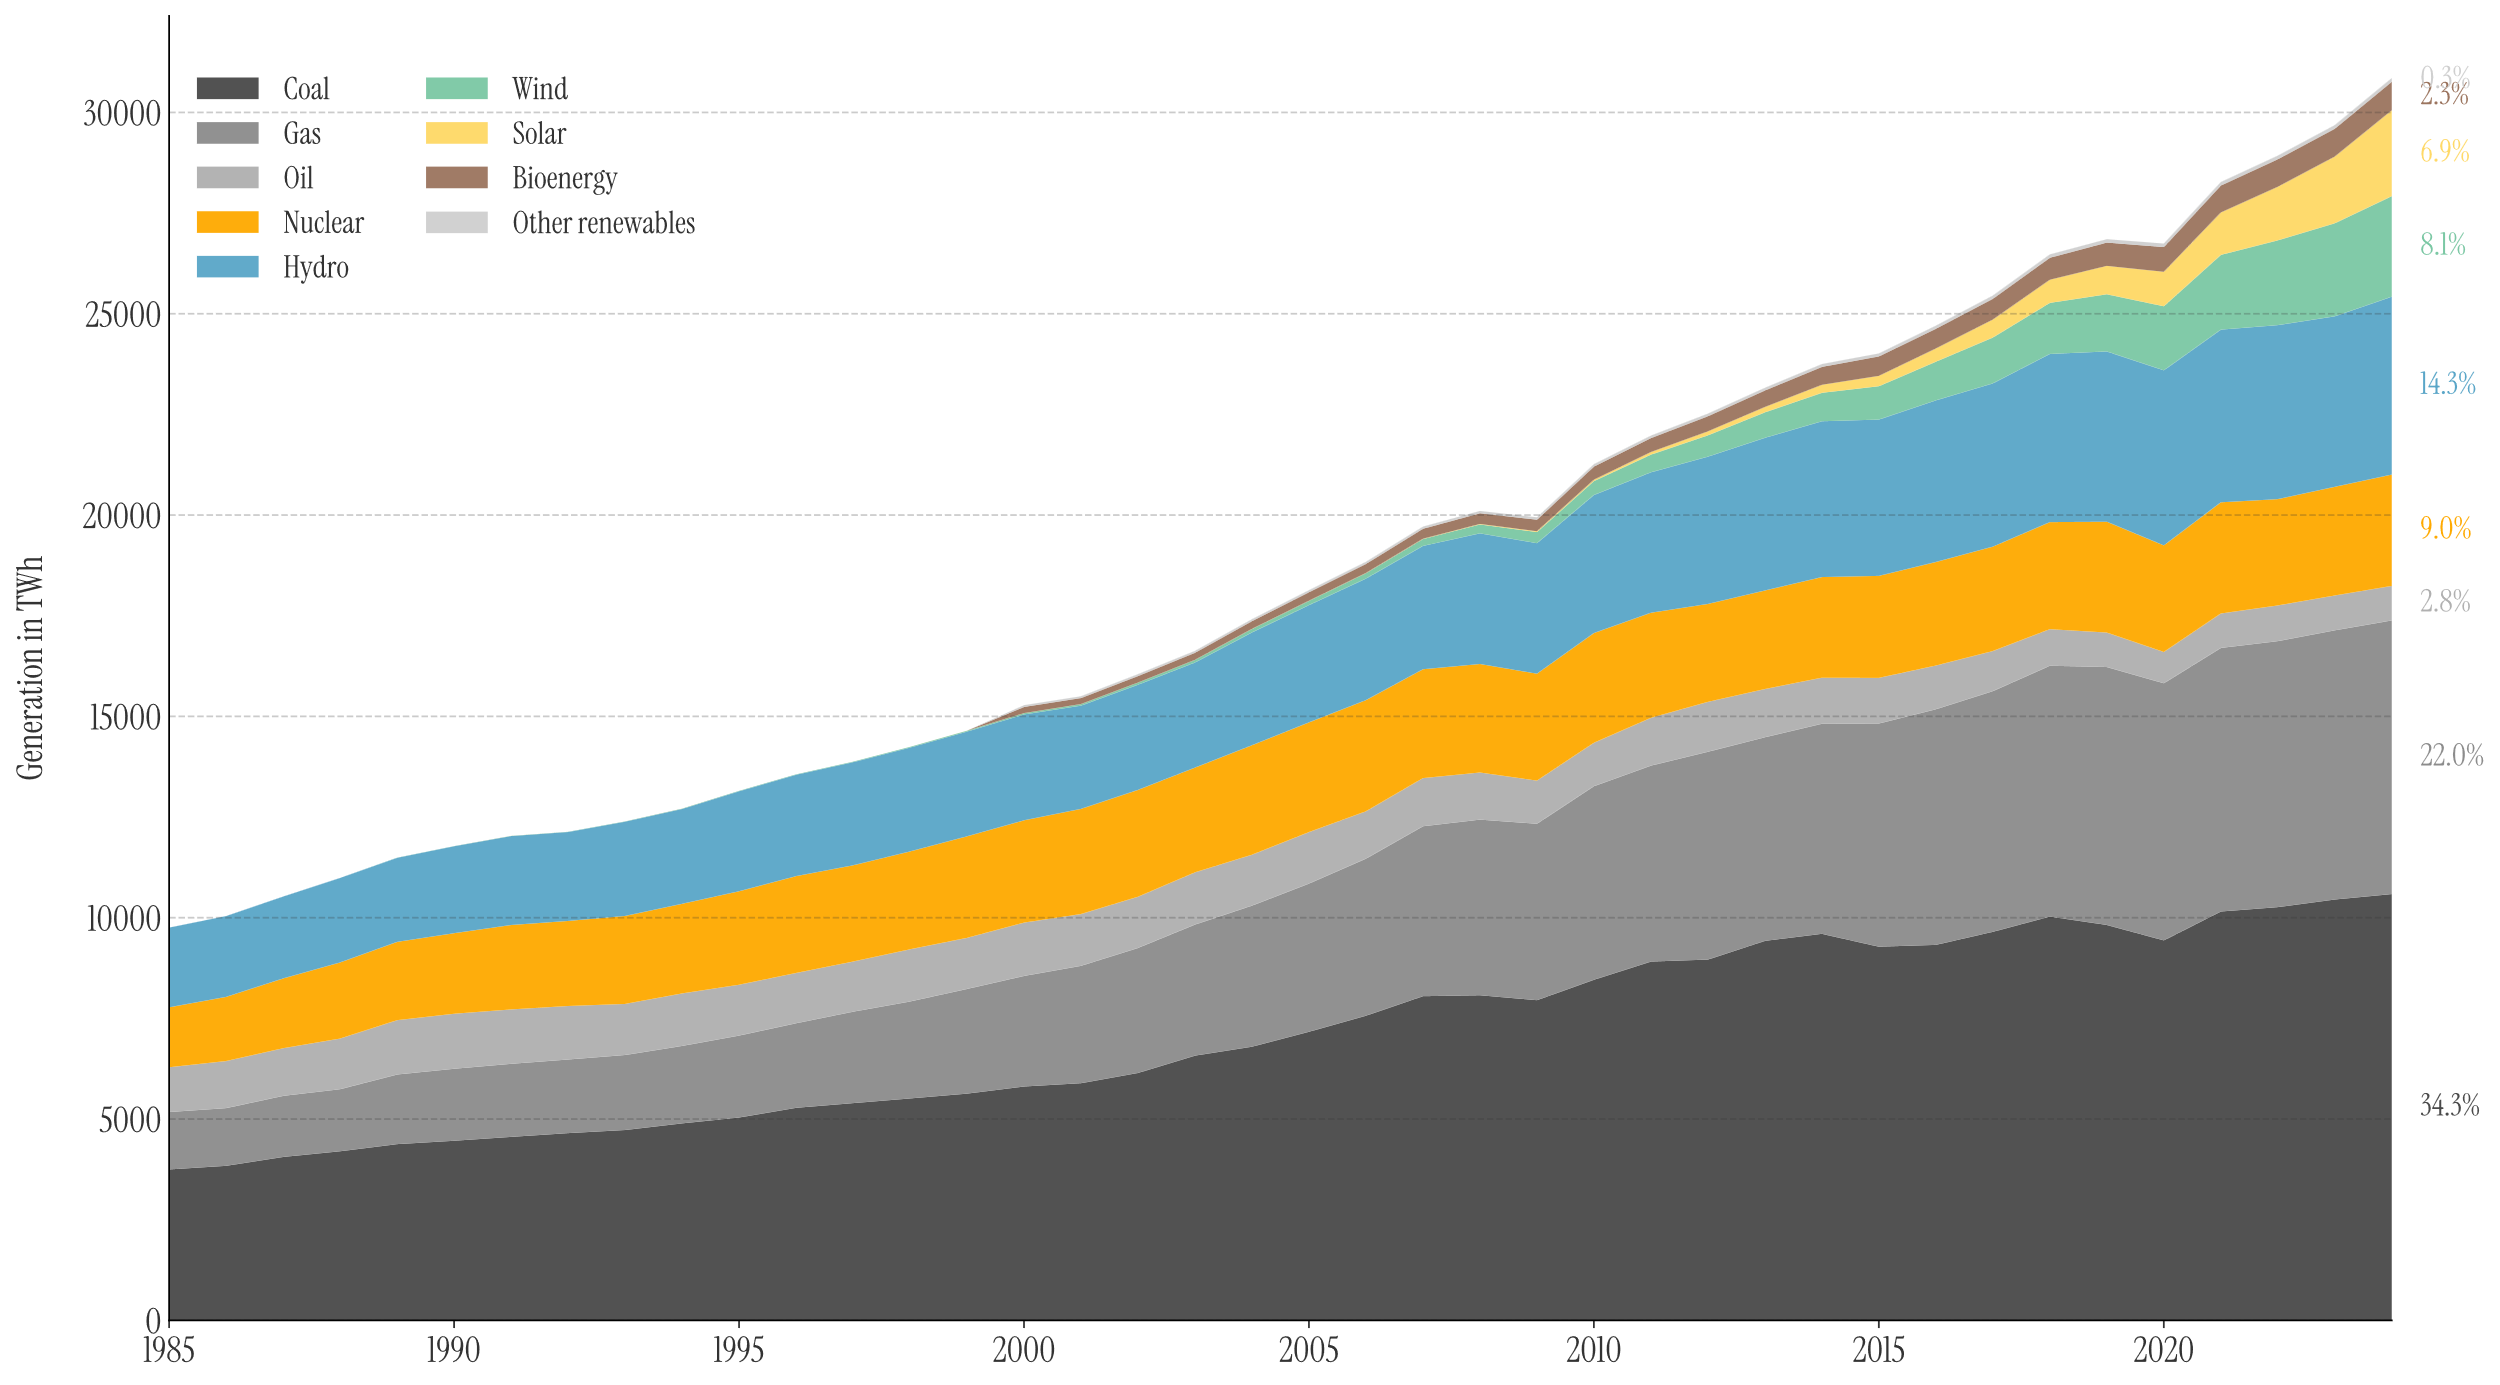 Coal
Gas
Oil
Nuclear
Hydro
Wind
Solar
Bioenergy
Other renewables
Generation in TWh
30000
25000
20000
15000
10000
5000
0
1985 1990 1995 2000 2005 2010 2015 2020
0.3%
2.3%
6.9%
8.1%
14.3%
9.0%
2.8%
22.0%
34.3%